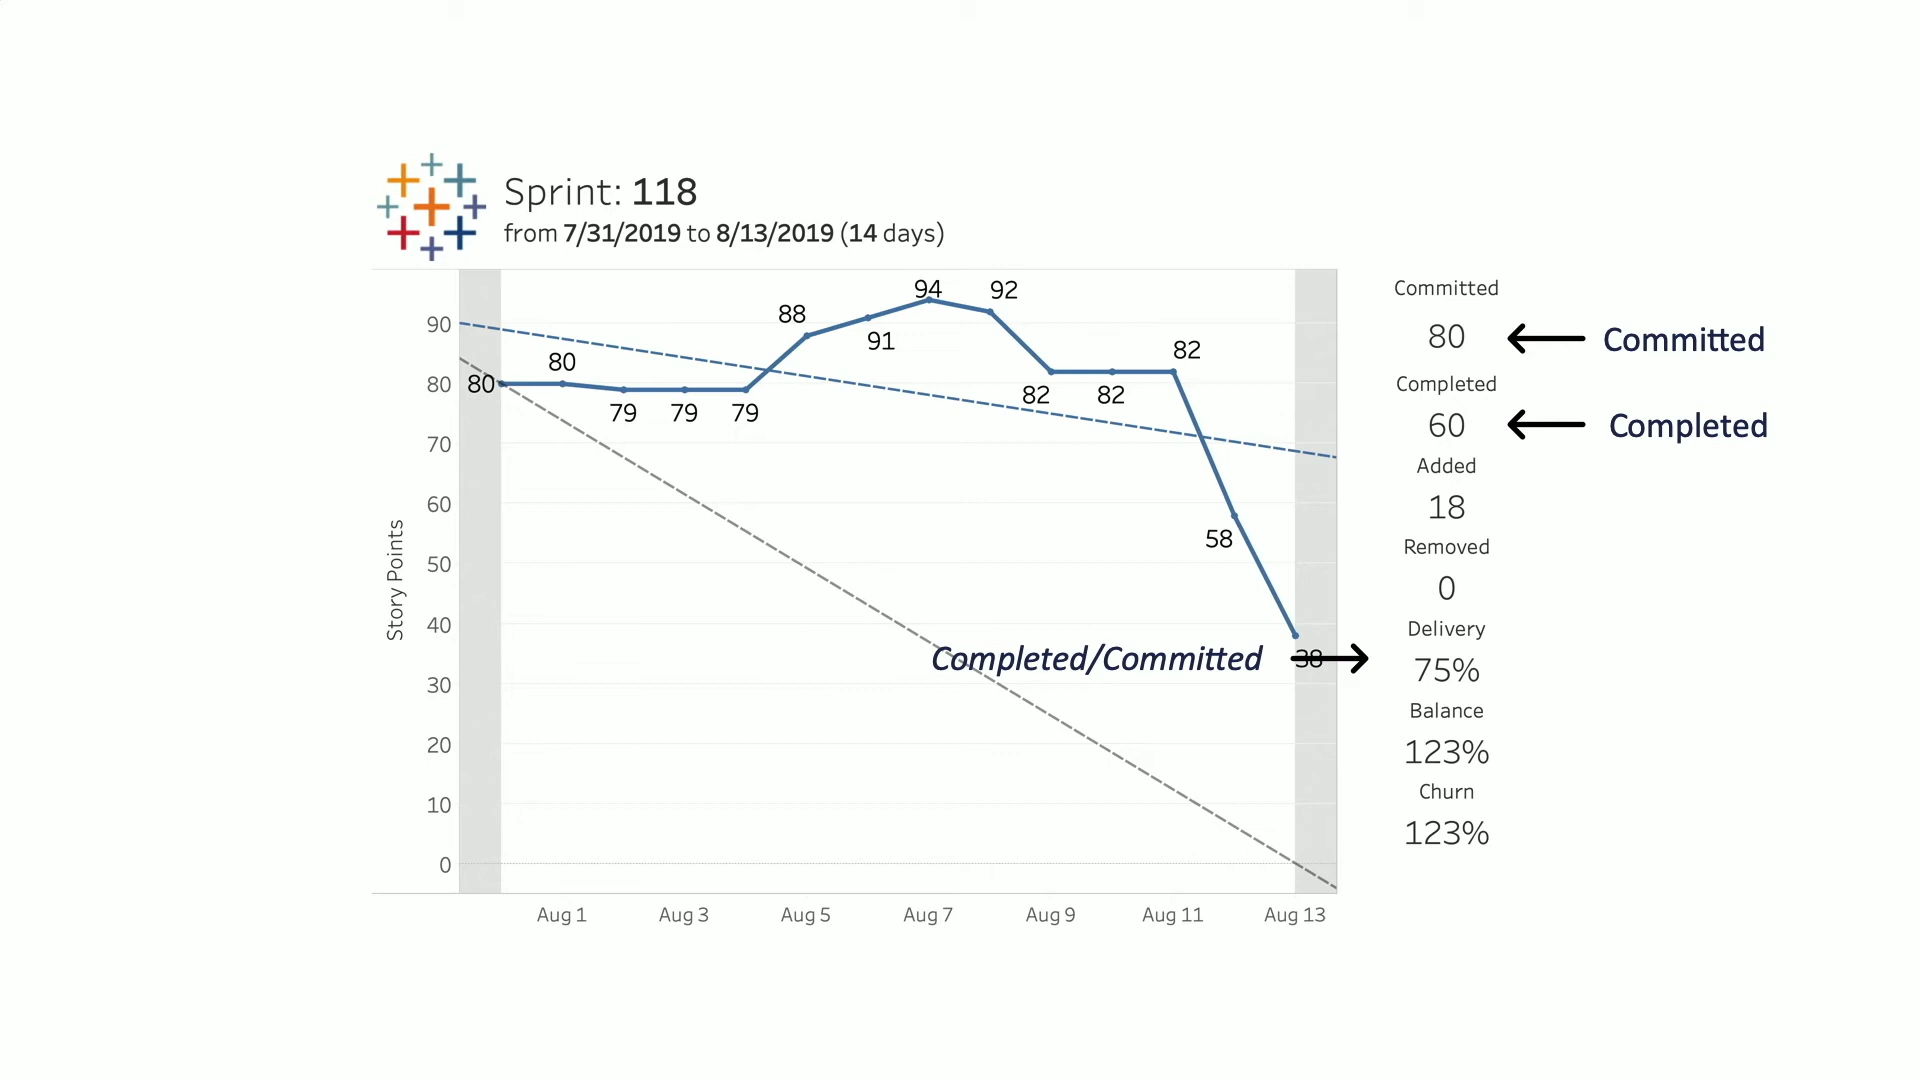 Sprint: 118
from 7/31/2019 to 8/13/2019 (14 days)
Story Points
90
80
70
60
50
40
30
20
10
0
80
80
79
79
79
88
91
94
92
82
82
82
58
38
Aug 1
Aug 3
Aug 5
Aug 7
Aug 9
Aug 11
Aug 13
Completed/Committed
Committed
80
Committed
Completed
60
Completed
Added
18
Removed
0
Delivery
75%
Balance
123%
Churn
123%